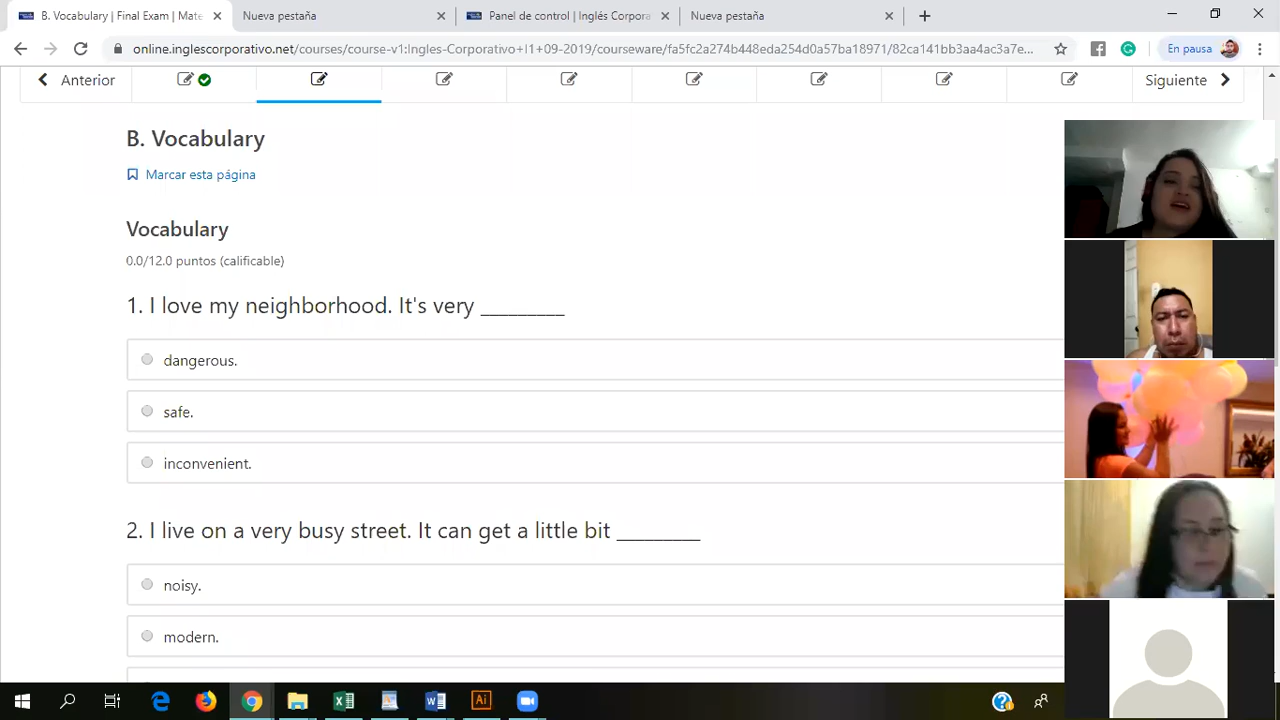 B. Vocabulary | Final Exam | Mate
Nueva pestaña
Panel de control | Inglés Corpora
Nueva pestaña
online.inglescorporativo.net/courses/course-v1:Ingles-Corporativo+I1+09-2019/courseware/fa5fc2a274b448eda254d0a57ba18971/82ca141bb3aa4ac3a7e...
En pausa
Anterior
Siguiente
B. Vocabulary
Marcar esta página
Vocabulary
0.0/12.0 puntos (calificable)
1. I love my neighborhood. It's very _________
dangerous.
safe.
inconvenient.
2. I live on a very busy street. It can get a little bit _________
noisy.
modern.